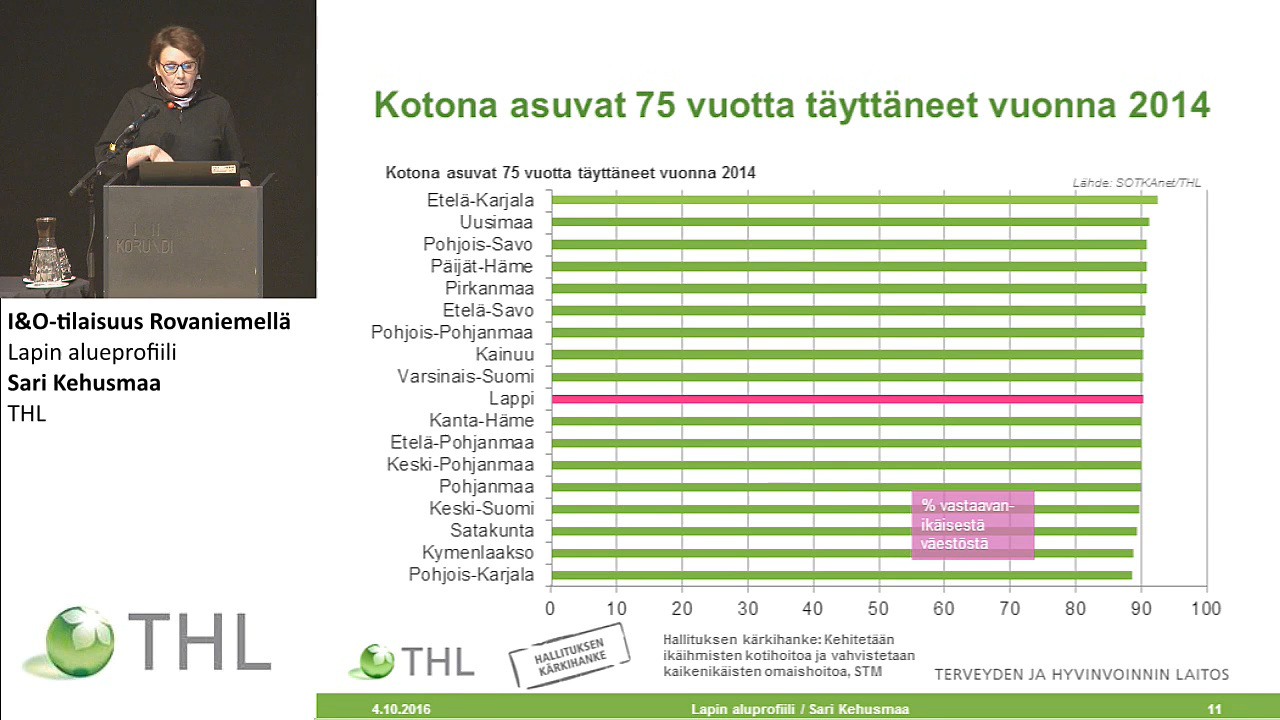 Kotona asuvat 75 vuotta täyttäneet vuonna 2014
Kotona asuvat 75 vuotta täyttäneet vuonna 2014
Lähde: SOTKAnet/THL
Etelä-Karjala
Uusimaa
Pohjois-Savo
Päijät-Häme
Pirkanmaa
Etelä-Savo
Pohjois-Pohjanmaa
Kainuu
Varsinais-Suomi
Lappi
Kanta-Häme
Etelä-Pohjanmaa
Keski-Pohjanmaa
Pohjanmaa
Keski-Suomi
Satakunta
Kymenlaakso
Pohjois-Karjala
% vastaavan-
ikäisestä
väestöstä
0 10 20 30 40 50 60 70 80 90 100
KORUNDI
I&O-tilaisuus Rovaniemellä
Lapin alueprofiili
Sari Kehusmaa
THL
THL
THL
HALLITUKSEN
KÄRKIHANKE
Hallituksen kärkihanke: Kehitetään
ikäihmisten kotihoitoa ja vahvistetaan
kaikenikäisten omaishoitoa, STM
TERVEYDEN JA HYVINVOINNIN LAITOS
4.10.2016
Lapin aluprofiili / Sari Kehusmaa
11